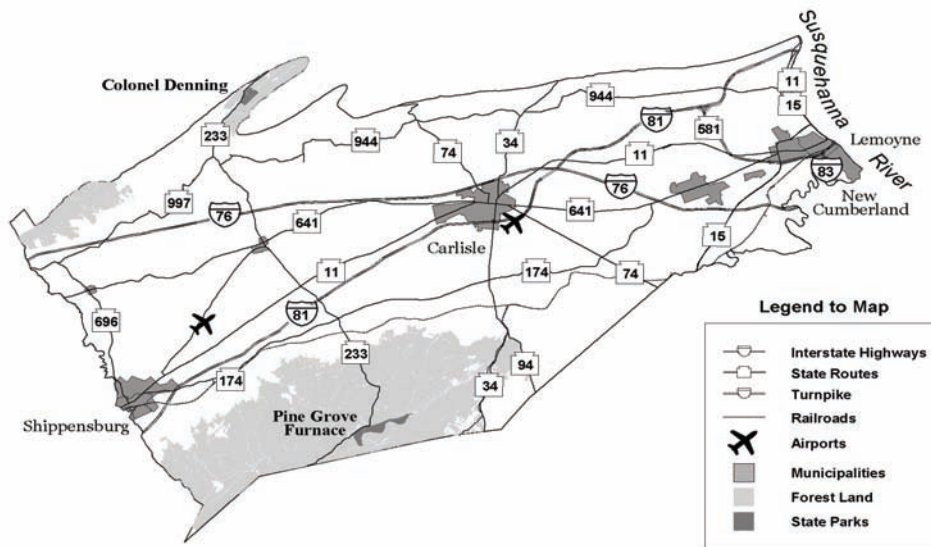 Susquehanna
River
Colonel Denning
11
15
944
81
581
Lemoyne
233
944
74
34
11
83
76
New
Cumberland
997
76
641
641
Carlisle
15
11
174
74
696
81
233
94
34
174
Shippensburg
Pine Grove
Furnace
Legend to Map
Interstate Highways
State Routes
Turnpike
Railroads
Airports
Municipalities
Forest Land
State Parks